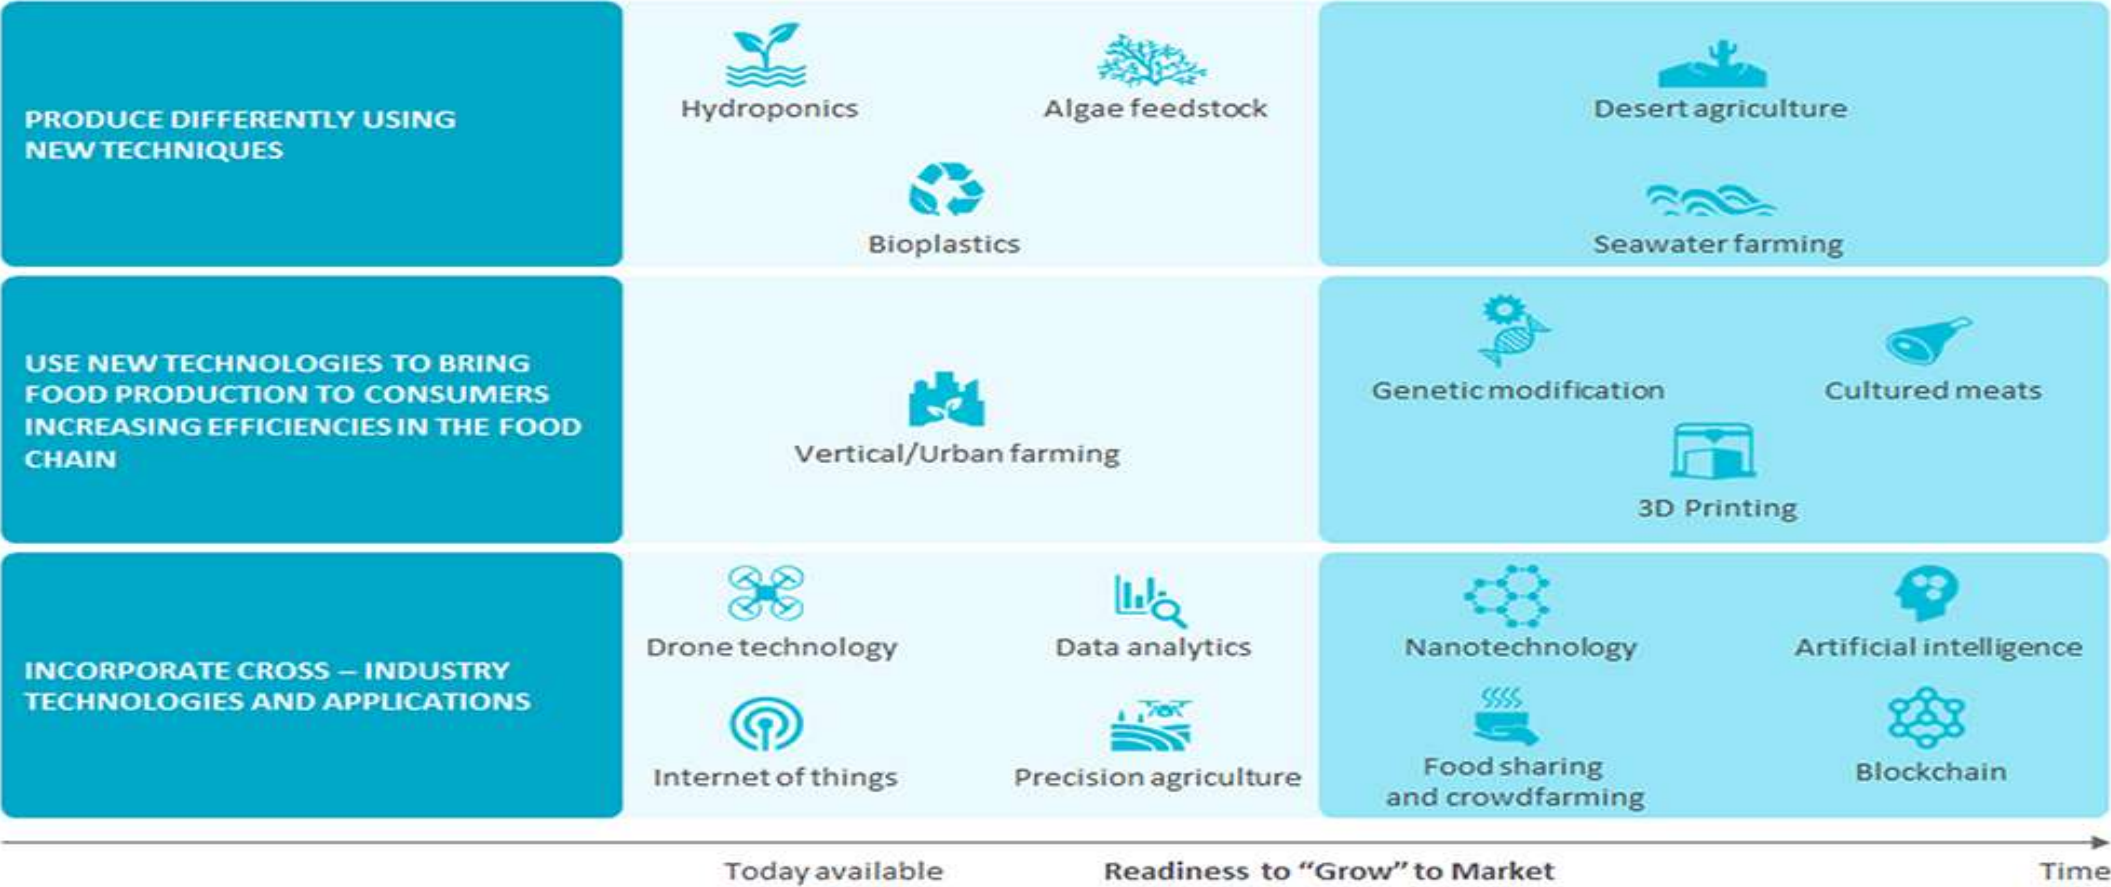 PRODUCE DIFFERENTLY USING
NEW TECHNIQUES
Hydroponics
Algae feedstock
Bioplastics
Desert agriculture
Seawater farming
USE NEW TECHNOLOGIES TO BRING
FOOD PRODUCTION TO CONSUMERS
INCREASING EFFICIENCIES IN THE FOOD
CHAIN
Vertical/Urban farming
Genetic modification
Cultured meats
3D Printing
INCORPORATE CROSS – INDUSTRY
TECHNOLOGIES AND APPLICATIONS
Drone technology
Data analytics
Internet of things
Precision agriculture
Nanotechnology
Artificial intelligence
Food sharing
and crowdfarming
Blockchain
Today available
Readiness to “Grow” to Market
Time